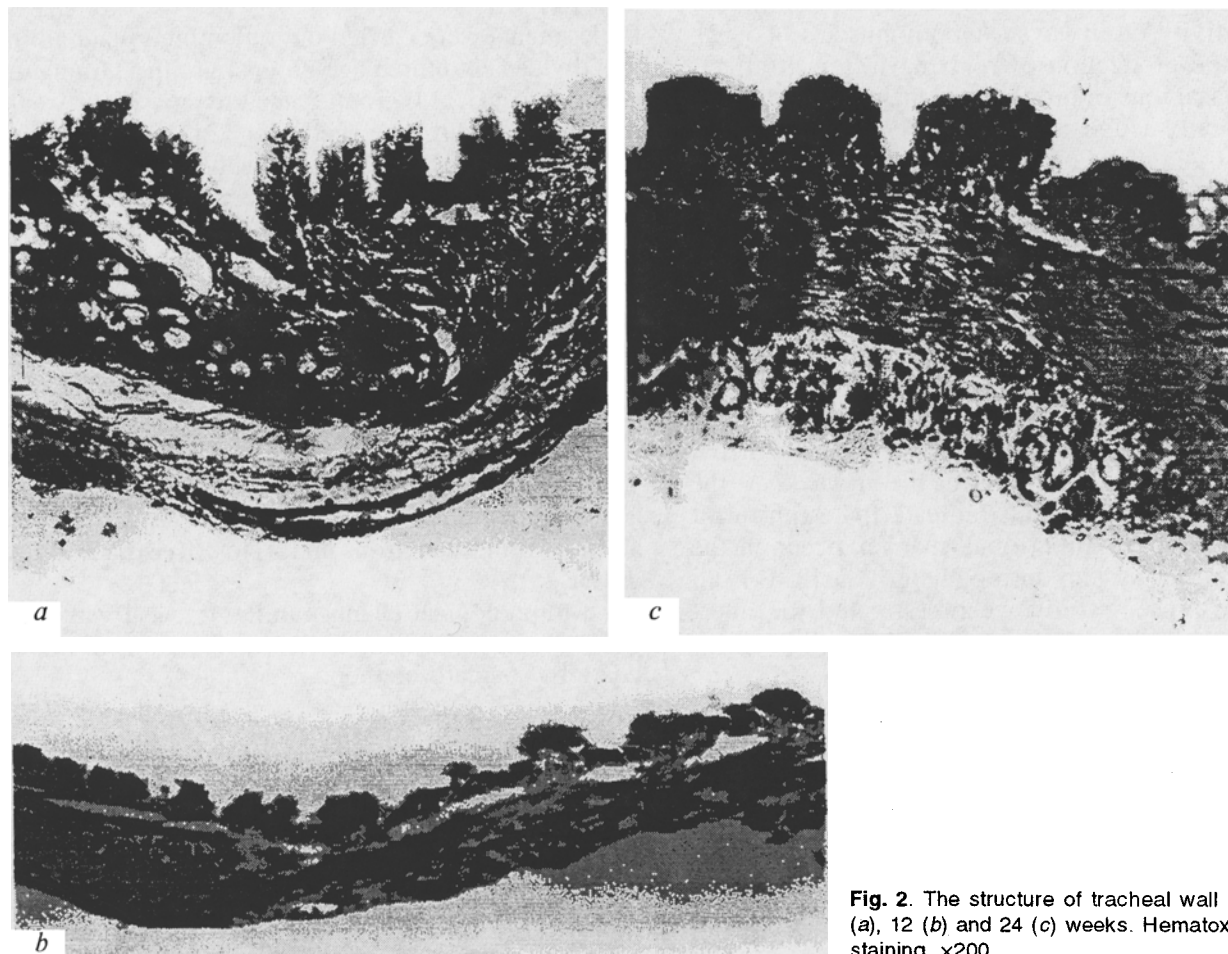 a
c
b
Fig. 2. The structure of tracheal wall
(a), 12 (b) and 24 (c) weeks. Hematox
staining. ×200